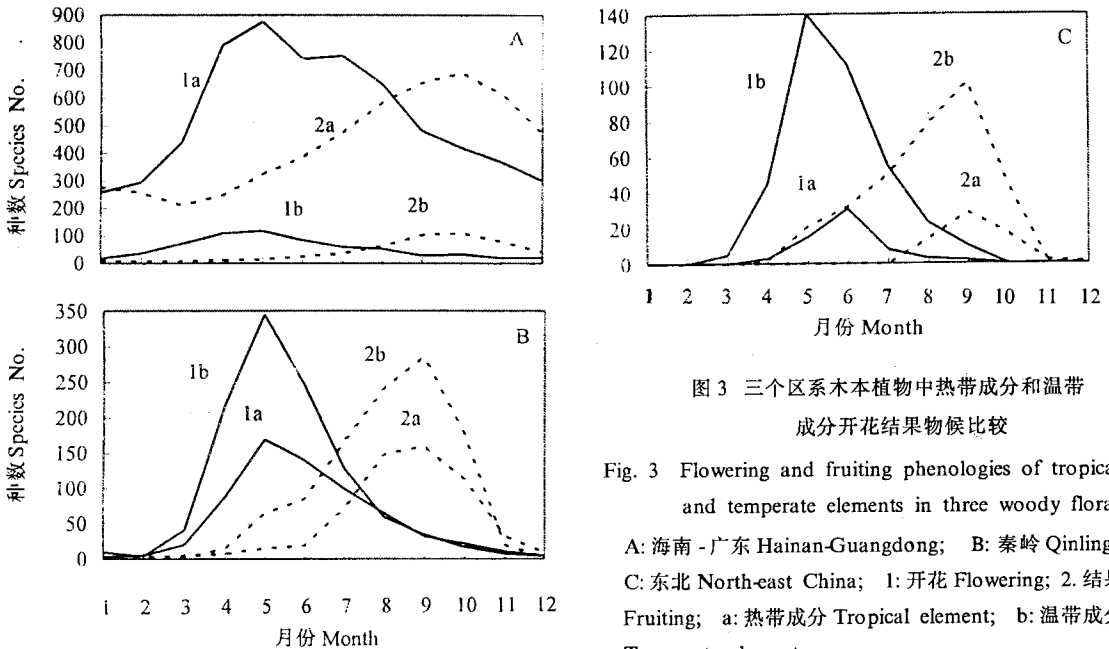 种数 Species No.
900
800
700
600
500
400
300
200
100
0
A
1a
2a
1b
2b
种数 Species No.
350
300
250
200
150
100
50
0
B
1b
2b
1a
2a
1 2 3 4 5 6 7 8 9 10 11 12
月份 Month
140
120
100
80
60
40
20
0
C
1b
2b
1a
2a
1 2 3 4 5 6 7 8 9 10 11 12
月份 Month
图 3 三个区系木本植物中热带成分和温带
成分开花结果物候比较
Fig. 3 Flowering and fruiting phenologies of tropica
and temperate elements in three woody flora
A: 海南 - 广东 Hainan-Guangdong; B: 秦岭 Qinling
C: 东北 North-east China; 1: 开花 Flowering; 2. 结果
Fruiting; a: 热带成分 Tropical element; b: 温带成分